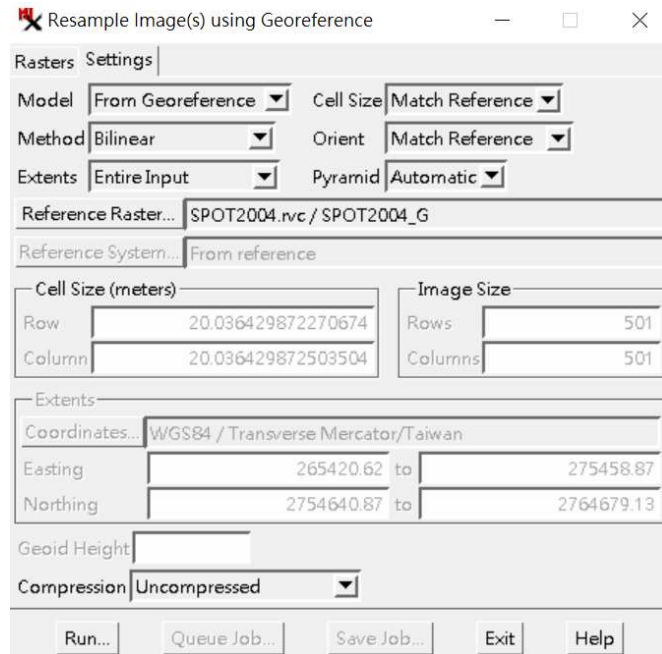 Resample Image(s) using Georeference
Rasters Settings
Model From Georeference Cell Size Match Reference
Method Bilinear Orient Match Reference
Extents Entire Input Pyramid Automatic
Reference Raster... SPOT2004.rvc / SPOT2004_G
Reference System... From reference
Cell Size (meters) Image Size
Row 20.036429872270674 Rows 501
Column 20.036429872503504 Columns 501
Extents
Coordinates... WGS84 / Transverse Mercator/Taiwan
Easting 265420.62 to 275458.87
Northing 2754640.87 to 2764679.13
Geoid Height
Compression Uncompressed
Run... Queue Job... Save Job... Exit Help